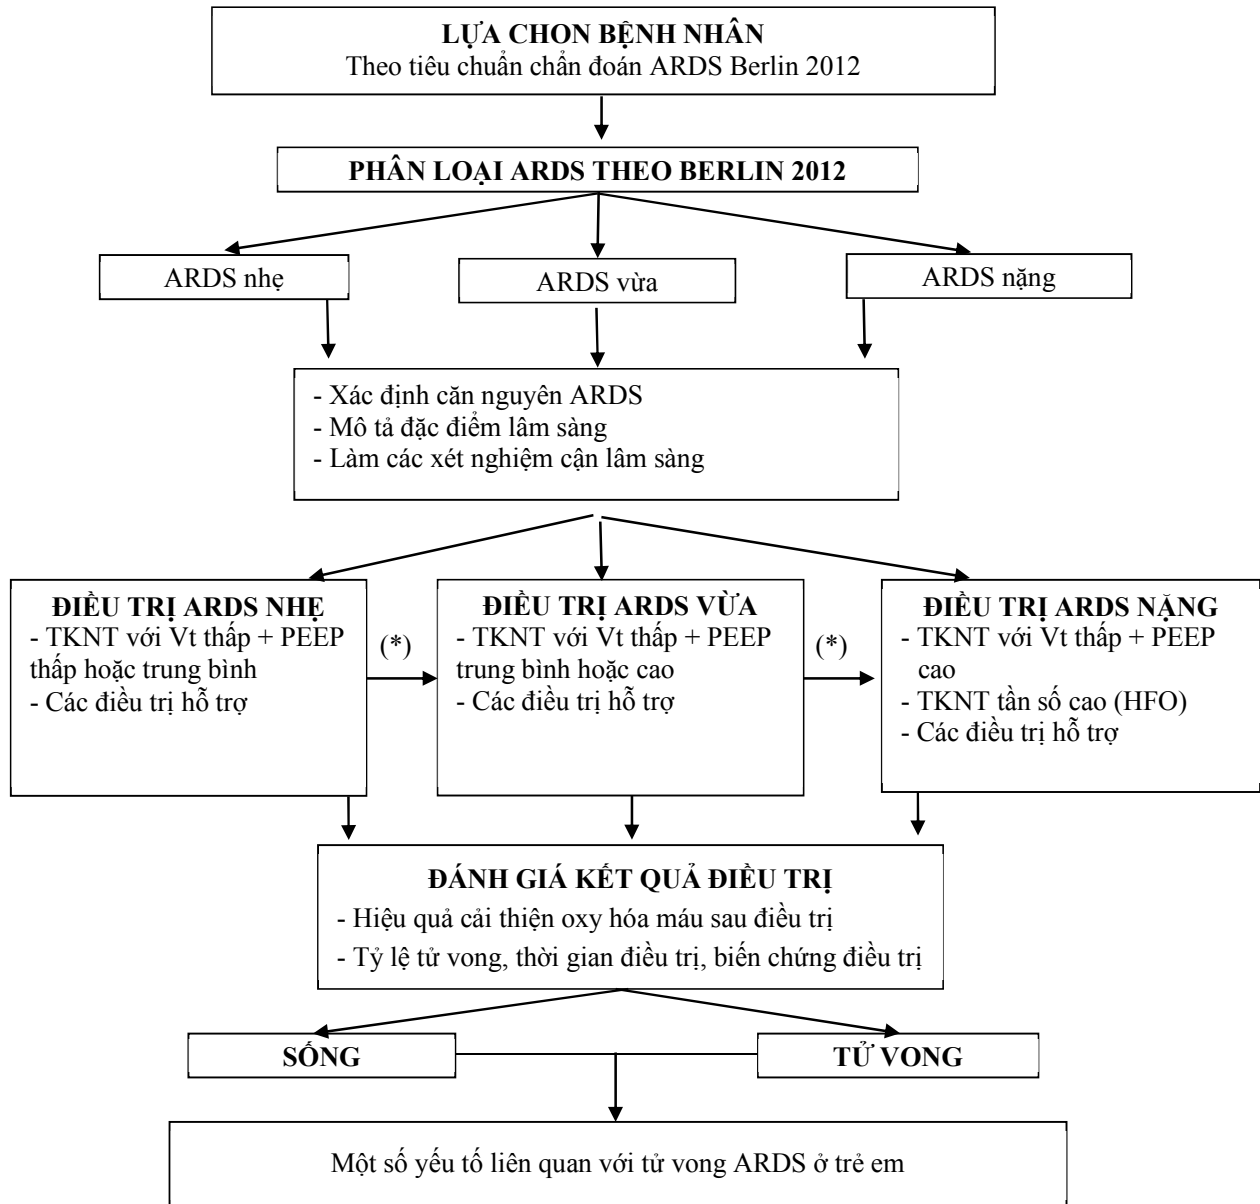 LỰA CHON BỆNH NHÂN
Theo tiêu chuẩn chẩn đoán ARDS Berlin 2012
PHÂN LOẠI ARDS THEO BERLIN 2012
ARDS nhẹ
ARDS vừa
ARDS nặng
- Xác định căn nguyên ARDS
- Mô tả đặc điểm lâm sàng
- Làm các xét nghiệm cận lâm sàng
ĐIỀU TRỊ ARDS NHẸ
- TKNT với Vt thấp + PEEP
thấp hoặc trung bình
- Các điều trị hỗ trợ
(*)
ĐIỀU TRỊ ARDS VỪA
- TKNT với Vt thấp + PEEP
trung bình hoặc cao
- Các điều trị hỗ trợ
(*)
ĐIỀU TRỊ ARDS NẶNG
- TKNT với Vt thấp + PEEP
cao
- TKNT tần số cao (HFO)
- Các điều trị hỗ trợ
ĐÁNH GIÁ KẾT QUẢ ĐIỀU TRỊ
- Hiệu quả cải thiện oxy hóa máu sau điều trị
- Tỷ lệ tử vong, thời gian điều trị, biến chứng điều trị
SỐNG
TỬ VONG
Một số yếu tố liên quan với tử vong ARDS ở trẻ em